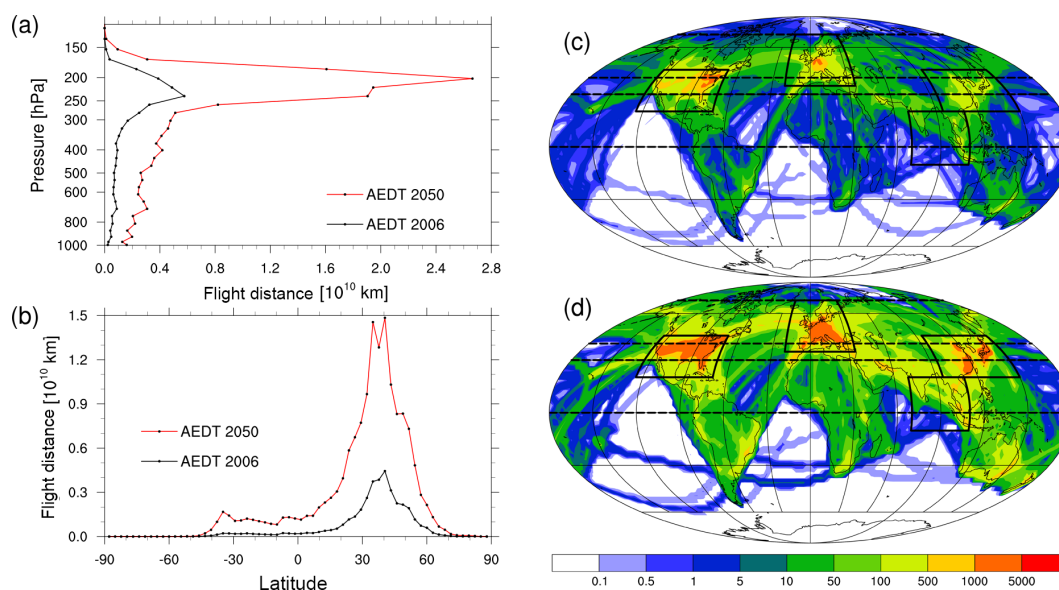 (a)
150
200
250
300
400
500
600
800
1000
Pressure [hPa]
AEDT 2050
AEDT 2006
0.0 0.4 0.8 1.2 1.6 2.0 2.4 2.8
Flight distance [10¹⁰ km]
(b)
1.5
1.2
0.9
0.6
0.3
0.0
Flight distance [10¹⁰ km]
AEDT 2050
AEDT 2006
-90 -60 -30 0 30 60 90
Latitude
(c)
(d)
0.1 0.5 1 5 10 50 100 500 1000 5000